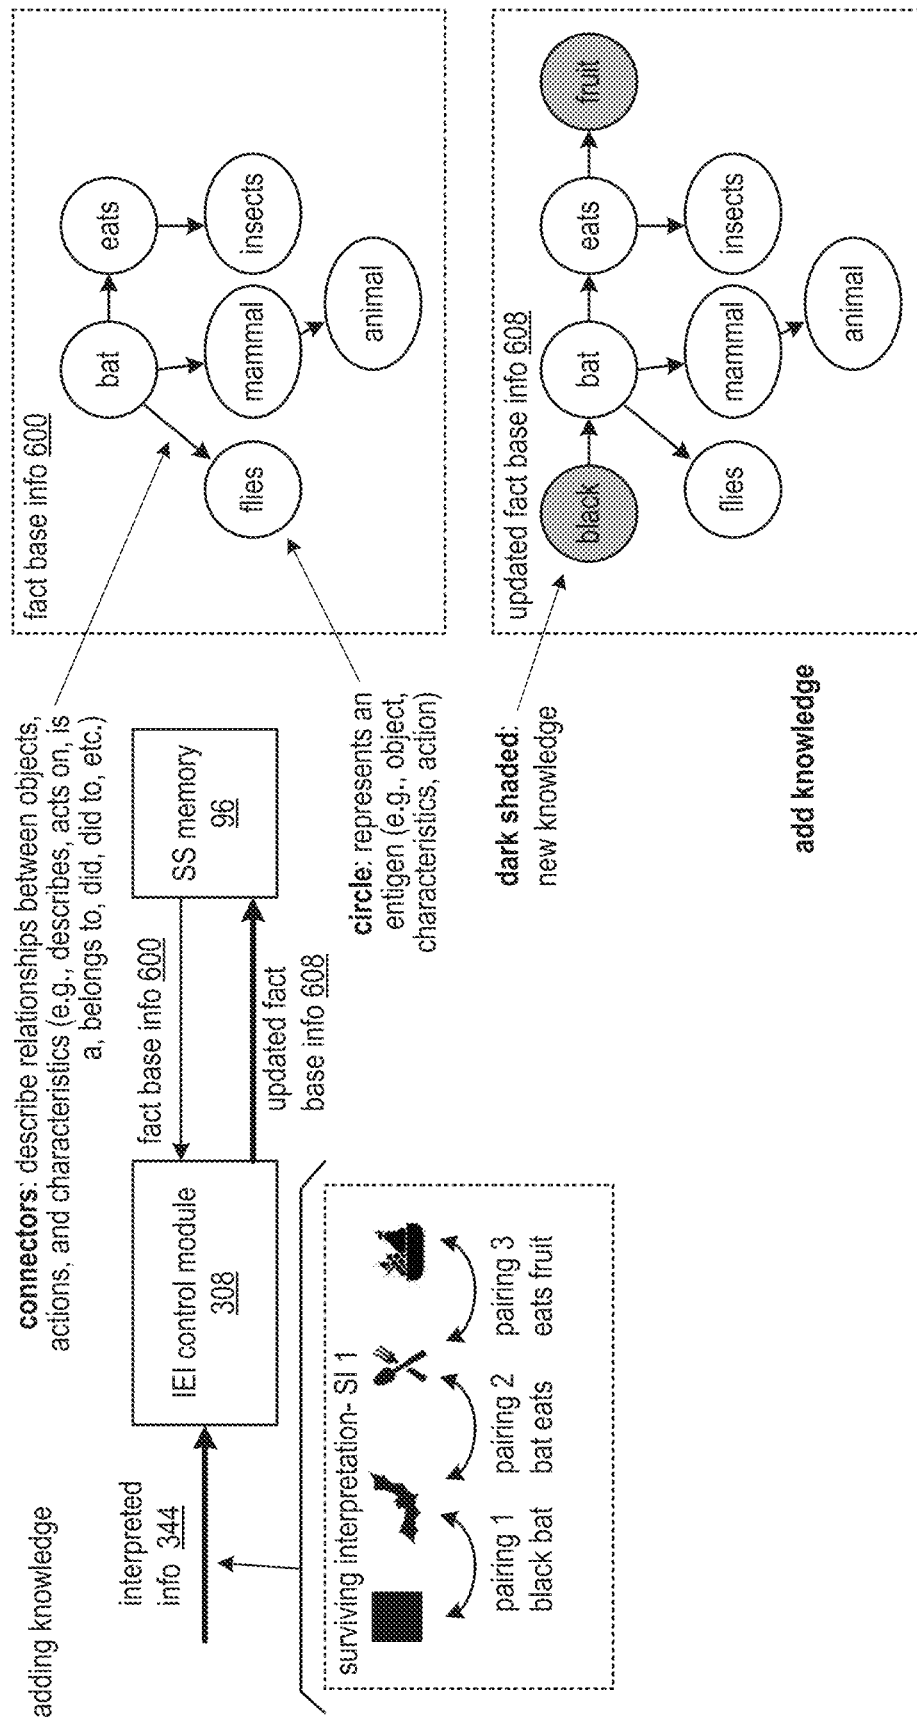 adding knowledge
connectors: describe relationships between objects,
actions, and characteristics (e.g., describes, acts on, is
a, belongs to, did, did to, etc.)
interpreted
info 344
IEI control module
308
fact base info 600
updated fact
base info 608
SS memory
96
circle: represents an
entigen (e.g., object,
characteristics, action)
surviving interpretation- SI 1
pairing 1
black bat
pairing 2
bat eats
pairing 3
eats fruit
fact base info 600
bat
eats
flies
mammal
insects
animal
dark shaded:
new knowledge
updated fact base info 608
black
bat
eats
fruit
flies
mammal
insects
animal
add knowledge